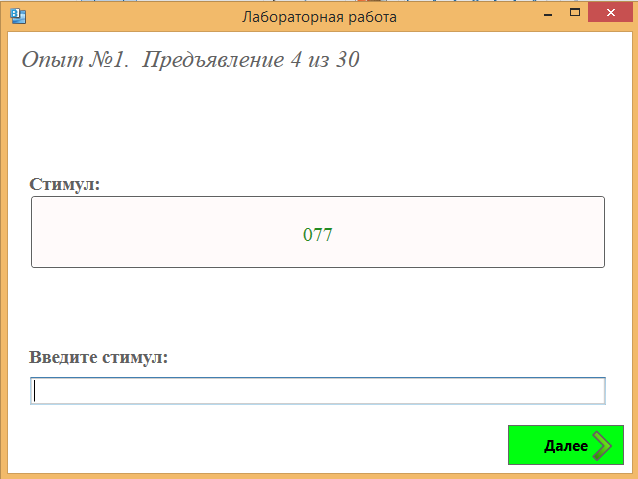 Лабораторная работа
Опыт №1. Предъявление 4 из 30
Стимул:
077
Введите стимул:
Далее